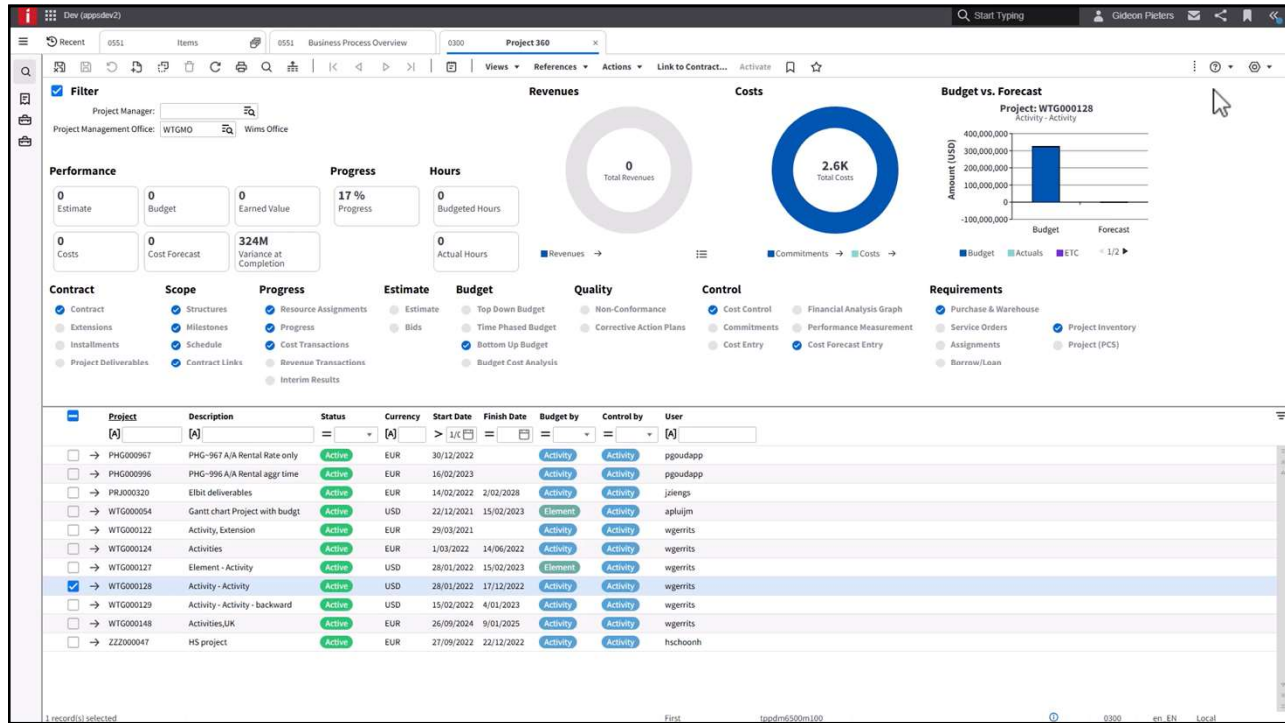 Dev (appsdev2) Start Typing Gideon Pieters
Recent 0551 Items 0551 Business Process Overview 0300 Project 360 ×
Views References Actions Link to Contract... Activate
Filter
Project Manager:
Project Management Office: WTGMO Wims Office
Revenues
0
Total Revenues
Revenues →
Costs
2.6K
Total Costs
Commitments → Costs →
Budget vs. Forecast
Project: WTG000128
Activity - Activity
Amount (USD)
400,000,000
300,000,000
200,000,000
100,000,000
0
-100,000,000
Budget Forecast
Budget Actuals ETC 1/2
Performance Progress Hours
0 0 0 17 % 0
Estimate Budget Earned Value Progress Budgeted Hours
0 0 324M 0
Costs Cost Forecast Variance at Completion Actual Hours
Contract
Contract
Extensions
Installments
Project Deliverables
Scope
Structures
Milestones
Schedule
Contract Links
Progress
Resource Assignments
Progress
Cost Transactions
Revenue Transactions
Interim Results
Estimate
Estimate
Bids
Budget
Top Down Budget
Time Phased Budget
Bottom Up Budget
Budget Cost Analysis
Quality
Non-Conformance
Corrective Action Plans
Control
Cost Control Financial Analysis Graph
Commitments Performance Measurement
Cost Entry Cost Forecast Entry
Requirements
Purchase & Warehouse
Service Orders Project Inventory
Assignments Project (PCS)
Borrow/Loan
Project Description Status Currency Start Date Finish Date Budget by Control by User
[A] [A] = [A] > 1/( = = = [A]
→ PHG000967 PHG-967 A/A Rental Rate only Active EUR 30/12/2022 Activity Activity pgoudapp
→ PHG000996 PHG-996 A/A Rental aggr time Active EUR 16/02/2023 Activity Activity pgoudapp
→ PRJ000320 Elbit deliverables Active EUR 14/02/2022 2/02/2028 Activity Activity jziengs
→ WTG000054 Gantt chart Project with budgt Active USD 22/12/2021 15/02/2023 Element Activity apluijm
→ WTG000122 Activity, Extension Active EUR 29/03/2021 Activity Activity wgerrits
→ WTG000124 Activities Active EUR 1/03/2022 14/06/2022 Activity Activity wgerrits
→ WTG000127 Element - Activity Active USD 28/01/2022 15/02/2023 Element Activity wgerrits
→ WTG000128 Activity - Activity Active USD 28/01/2022 17/12/2022 Activity Activity wgerrits
→ WTG000129 Activity - Activity - backward Active USD 15/02/2022 4/01/2023 Activity Activity wgerrits
→ WTG000148 Activities,UK Active EUR 26/09/2024 9/01/2025 Activity Activity wgerrits
→ ZZZ000047 HS project Active EUR 27/09/2022 22/12/2022 Activity Activity hschoonh
1 record(s) selected First tppdm6500m100 0300 en_EN Local